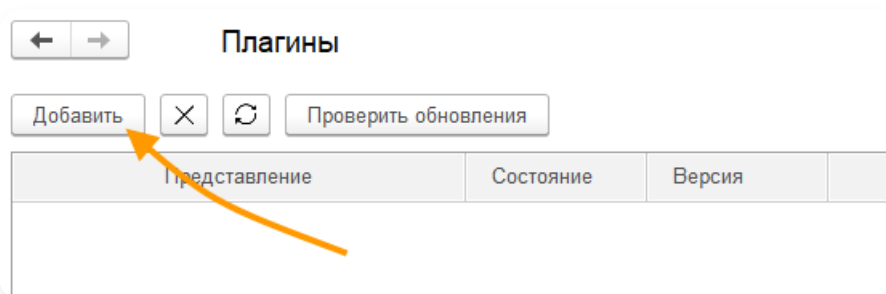 Плагины
Добавить Проверить обновления
Представление Состояние Версия